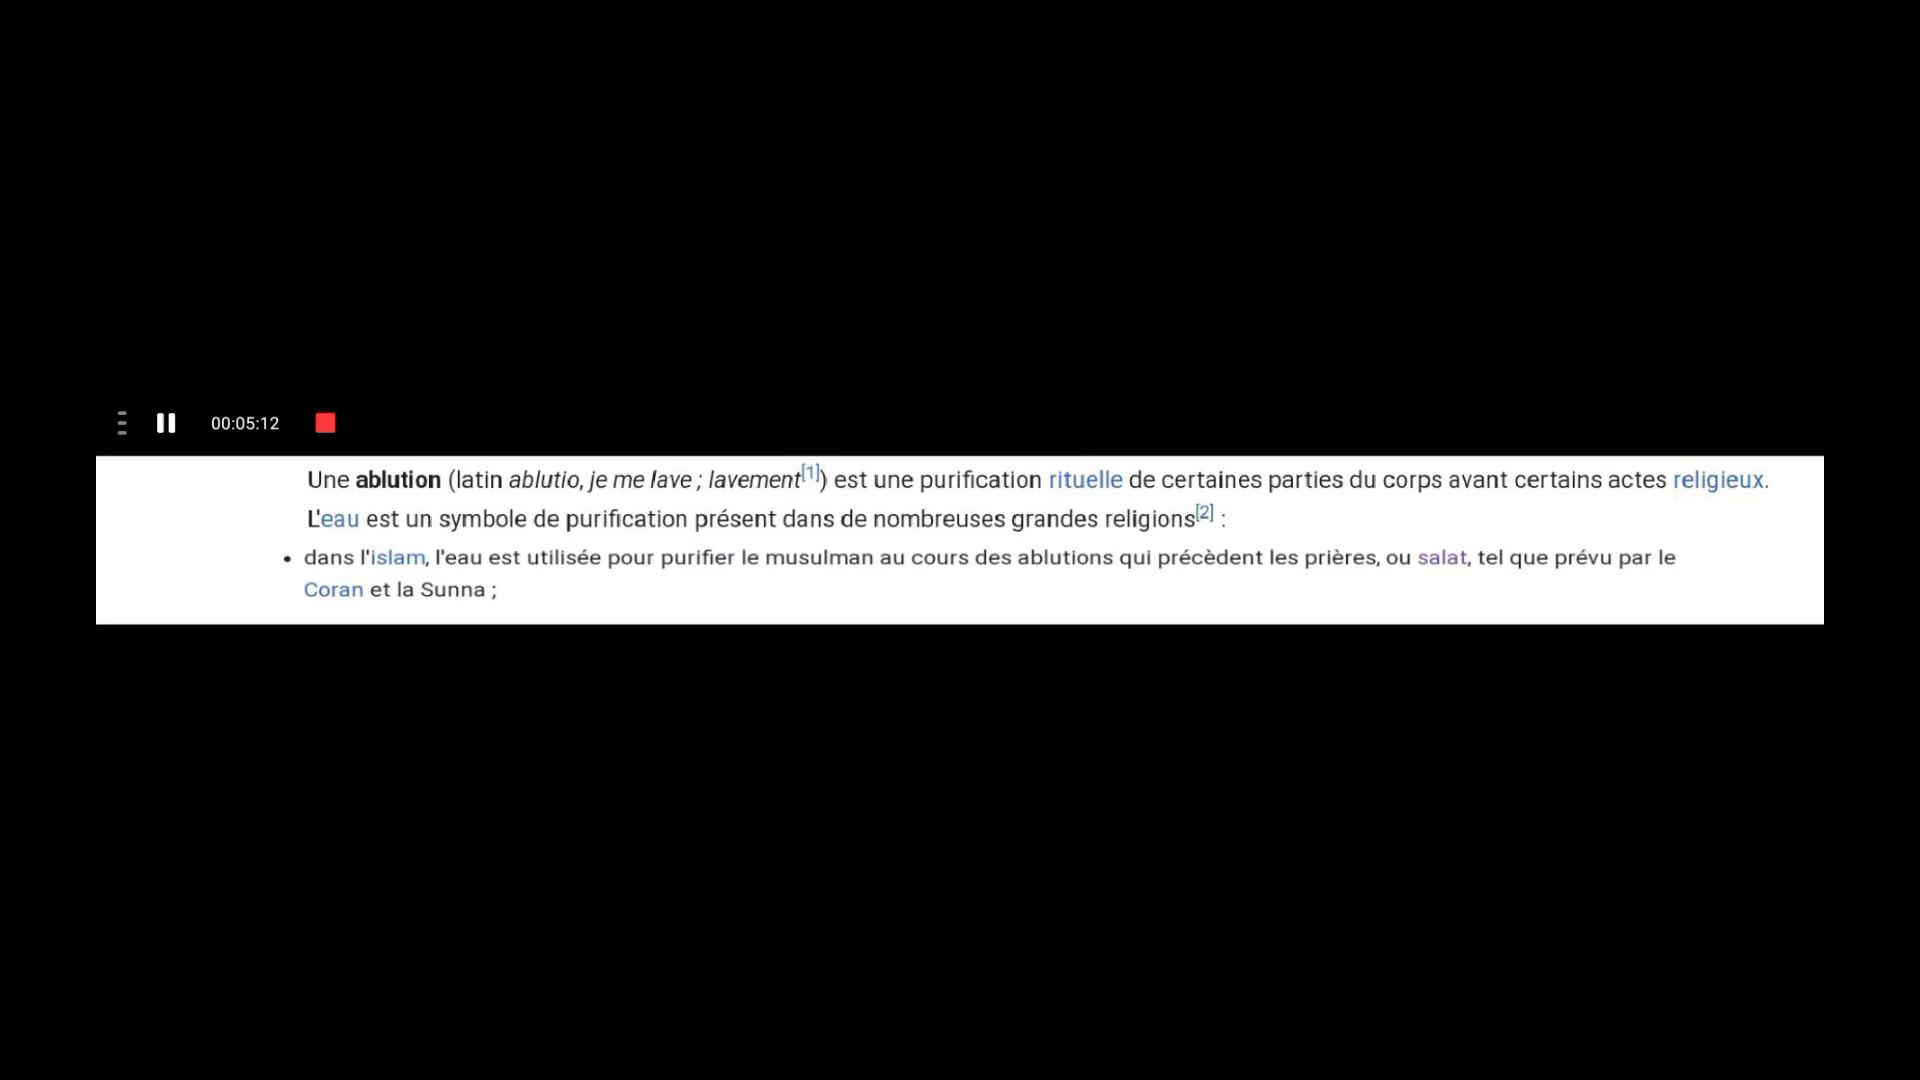 00:05:12
Une ablution (latin ablutio, je me lave ; lavement[1]) est une purification rituelle de certaines parties du corps avant certains actes religieux.
L'eau est un symbole de purification présent dans de nombreuses grandes religions[2] :
• dans l'islam, l'eau est utilisée pour purifier le musulman au cours des ablutions qui précèdent les prières, ou salat, tel que prévu par le
Coran et la Sunna ;